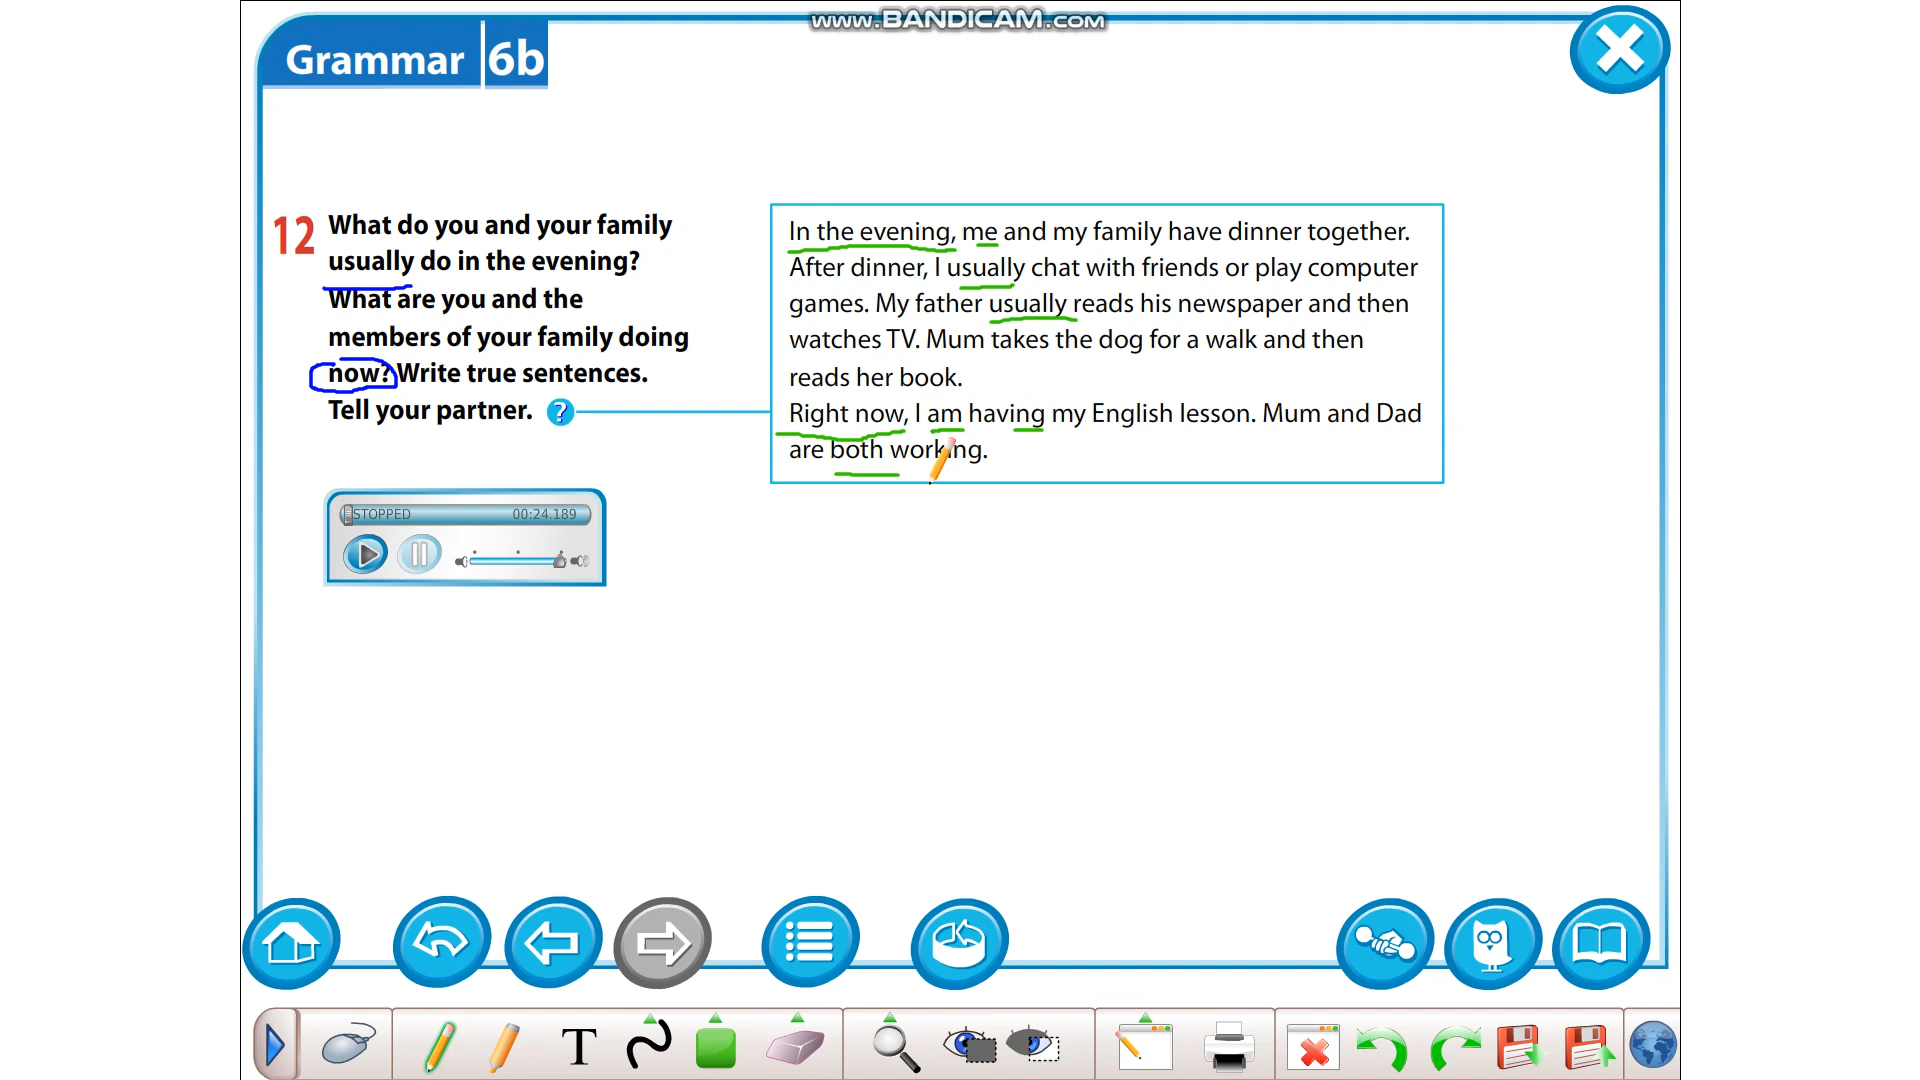 www.BANDICAM.com
Grammar 6b
12 What do you and your family
usually do in the evening?
What are you and the
members of your family doing
now? Write true sentences.
Tell your partner. ?
In the evening, me and my family have dinner together.
After dinner, I usually chat with friends or play computer
games. My father usually reads his newspaper and then
watches TV. Mum takes the dog for a walk and then
reads her book.
Right now, I am having my English lesson. Mum and Dad
are both working.
STOPPED 00:24.189
T